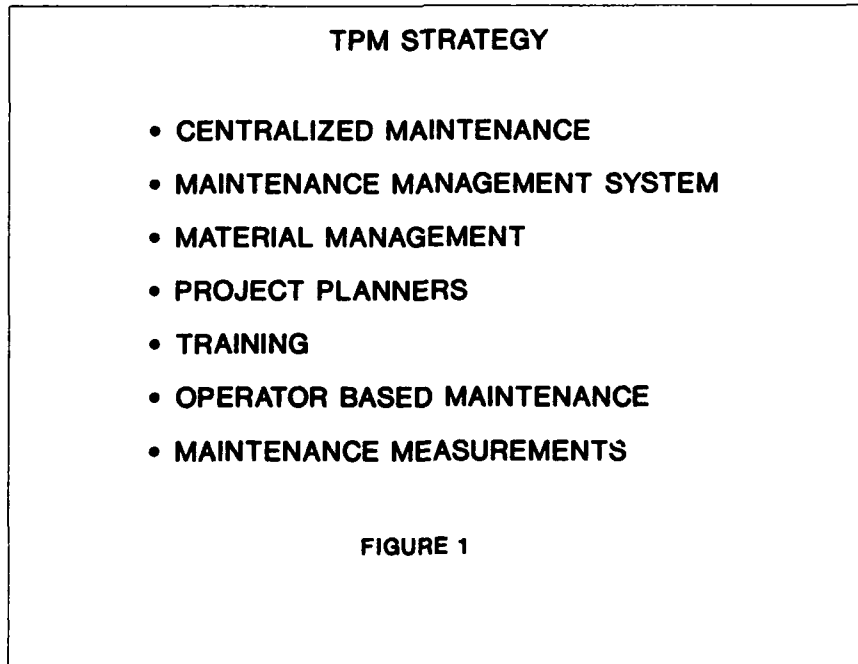 TPM STRATEGY
• CENTRALIZED MAINTENANCE
• MAINTENANCE MANAGEMENT SYSTEM
• MATERIAL MANAGEMENT
• PROJECT PLANNERS
• TRAINING
• OPERATOR BASED MAINTENANCE
• MAINTENANCE MEASUREMENTS
FIGURE 1